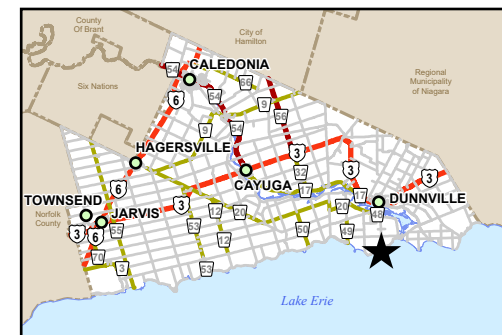 County
Of Brant
City of
Hamilton
54
CALEDONIA
66
Six Nations
6
54
9
56
Regional
Municipality
of Niagara
9
54
HAGERSVILLE
3
3
32
6
CAYUGA
17
3
TOWNSEND
3
17
DUNNVILLE
Norfolk
County
JARVIS
12
20
20
48
3
6
55
53
12
50
49
70
3
53
Lake Erie